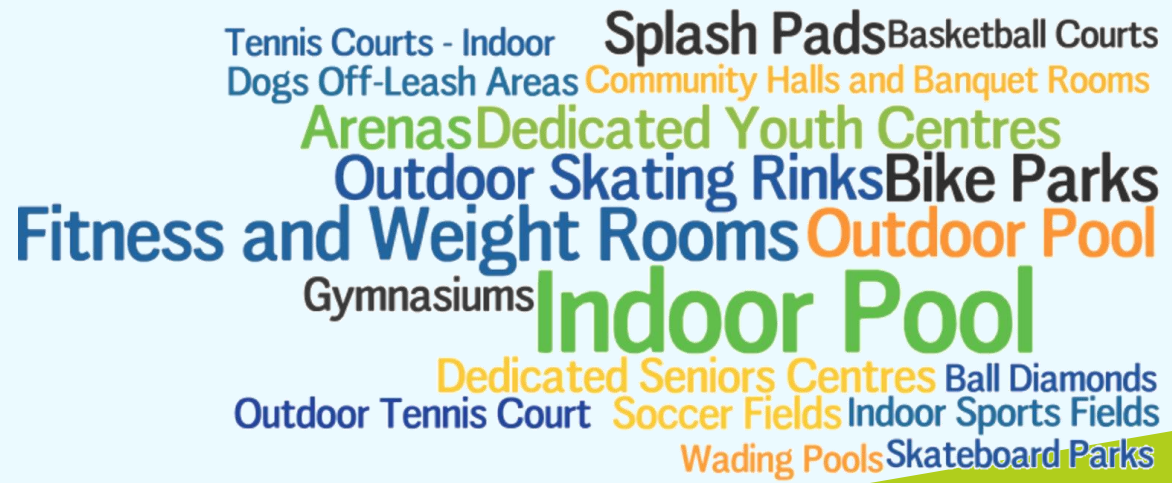 Tennis Courts - Indoor Splash Pads Basketball Courts
Dogs Off-Leash Areas Community Halls and Banquet Rooms
Arenas Dedicated Youth Centres
Outdoor Skating Rinks Bike Parks
Fitness and Weight Rooms Outdoor Pool
Gymnasiums Indoor Pool
Dedicated Seniors Centres Ball Diamonds
Outdoor Tennis Court Soccer Fields Indoor Sports Fields
Wading Pools Skateboard Parks